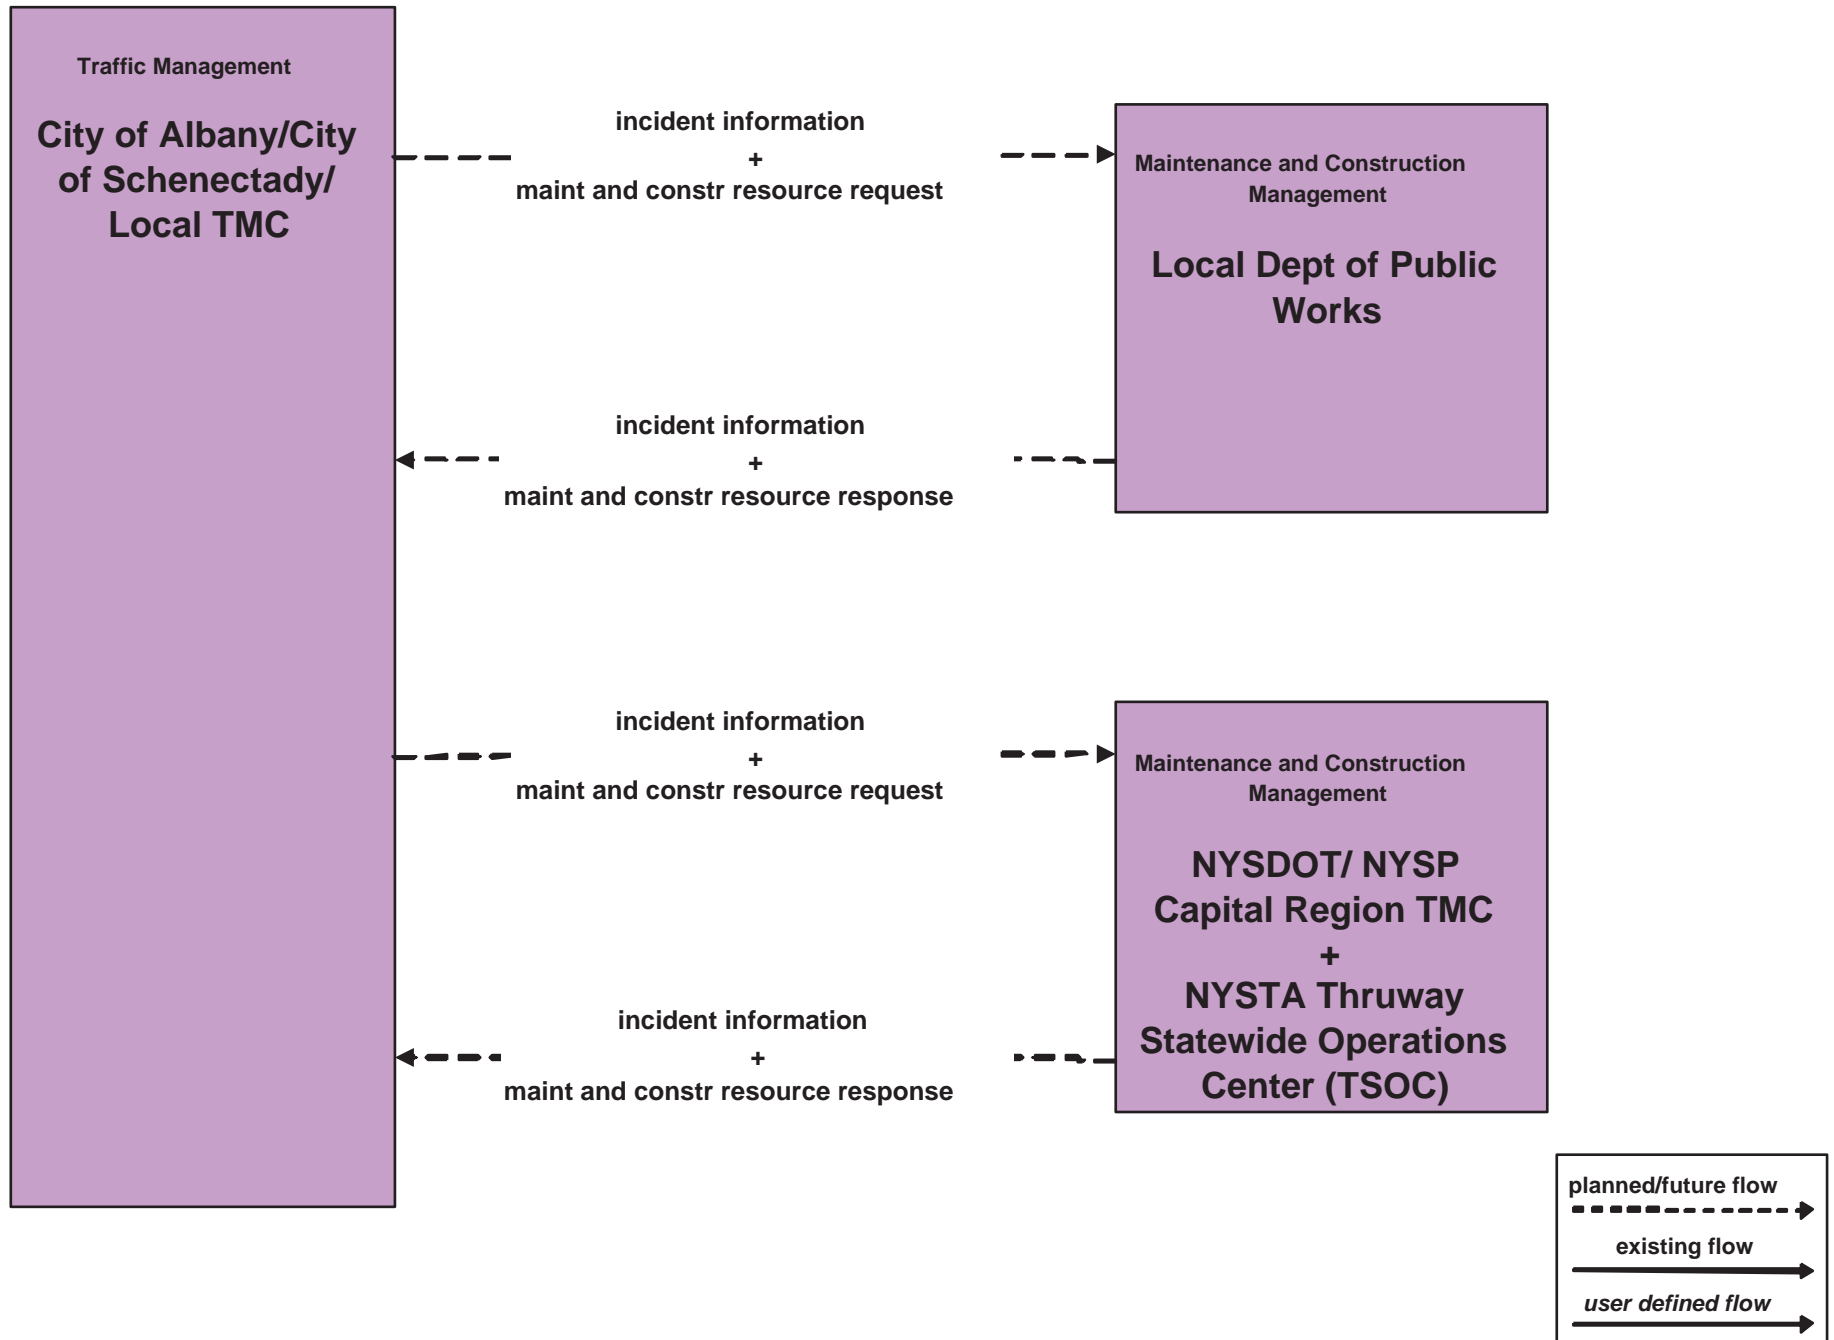 Traffic Management
City of Albany/City
of Schenectady/
Local TMC
incident information
+
maint and constr resource request
Maintenance and Construction
Management
Local Dept of Public
Works
incident information
+
maint and constr resource response
incident information
+
maint and constr resource request
Maintenance and Construction
Management
NYSDOT/ NYSP
Capital Region TMC
+
NYSTA Thruway
Statewide Operations
Center (TSOC)
incident information
+
maint and constr resource response
planned/future flow
existing flow
user defined flow